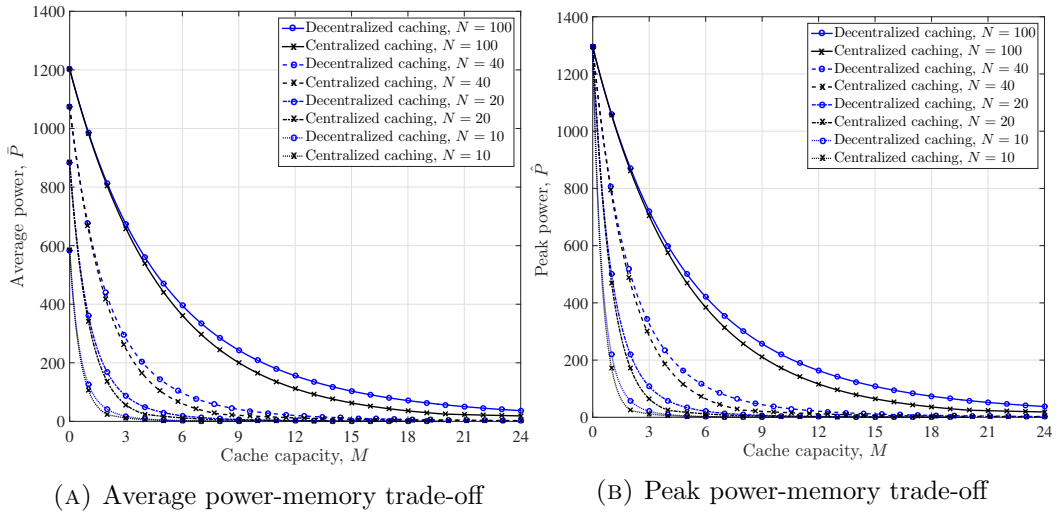 1400
1200
1000
800
600
400
200
0
0 3 6 9 12 15 18 21 24
Average power, P̄
Cache capacity, M
Decentralized caching, N = 100
Centralized caching, N = 100
Decentralized caching, N = 40
Centralized caching, N = 40
Decentralized caching, N = 20
Centralized caching, N = 20
Decentralized caching, N = 10
Centralized caching, N = 10
(A) Average power-memory trade-off
1400
1200
1000
800
600
400
200
0
0 3 6 9 12 15 18 21 24
Peak power, P̂
Cache capacity, M
Decentralized caching, N = 100
Centralized caching, N = 100
Decentralized caching, N = 40
Centralized caching, N = 40
Decentralized caching, N = 20
Centralized caching, N = 20
Decentralized caching, N = 10
Centralized caching, N = 10
(B) Peak power-memory trade-off